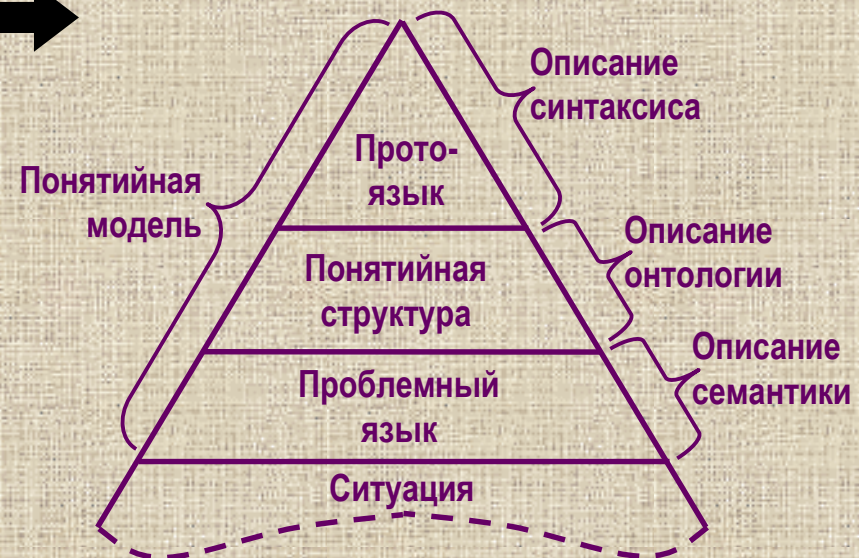 Описание
синтаксиса
Прото-
язык
Понятийная
модель
Описание
онтологии
Понятийная
структура
Описание
семантики
Проблемный
язык
Ситуация